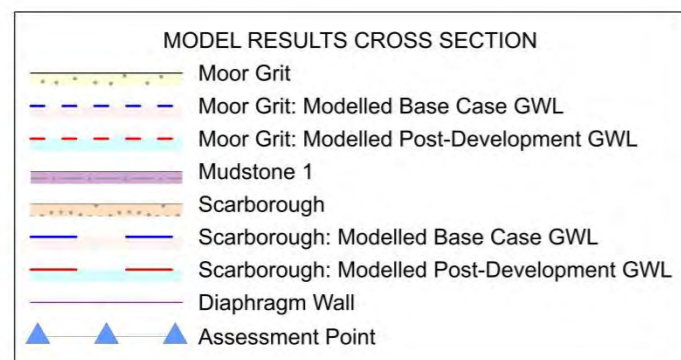 MODEL RESULTS CROSS SECTION
Moor Grit
Moor Grit: Modelled Base Case GWL
Moor Grit: Modelled Post-Development GWL
Mudstone 1
Scarborough
Scarborough: Modelled Base Case GWL
Scarborough: Modelled Post-Development GWL
Diaphragm Wall
Assessment Point